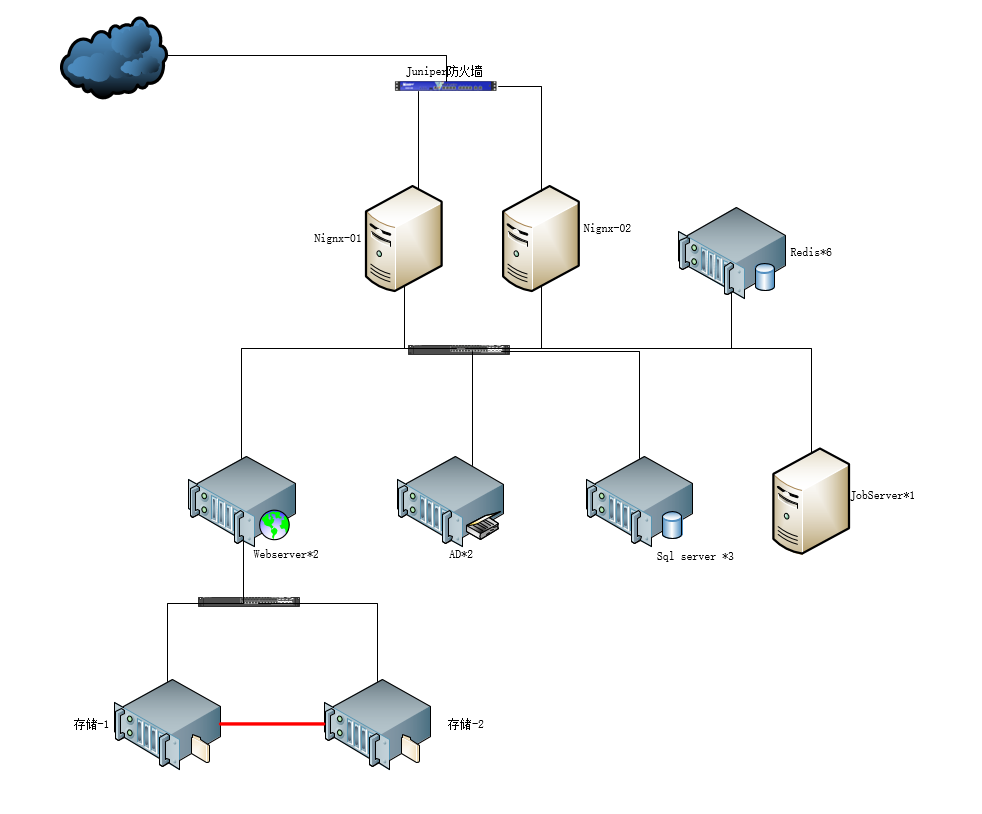 Juniper防火墙
Nignx-01
Nignx-02
Redis*6
JobServer*1
Webserver*2
AD*2
Sql server *3
存储-1
存储-2